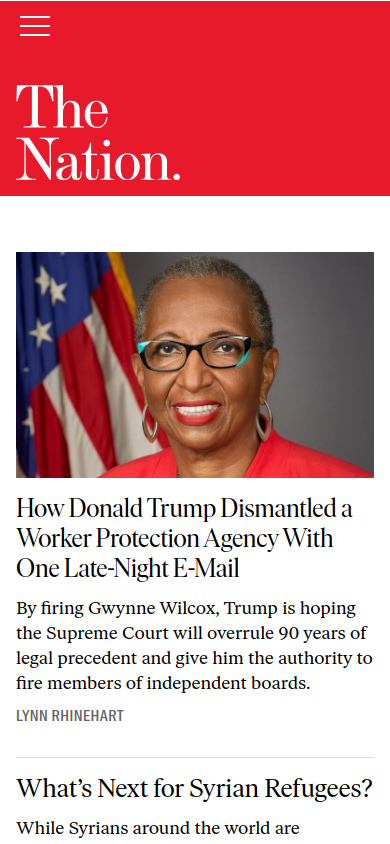 The
Nation.
How Donald Trump Dismantled a
Worker Protection Agency With
One Late-Night E-Mail
By firing Gwynne Wilcox, Trump is hoping
the Supreme Court will overrule 90 years of
legal precedent and give him the authority to
fire members of independent boards.
LYNN RHINEHART
What’s Next for Syrian Refugees?
While Syrians around the world are